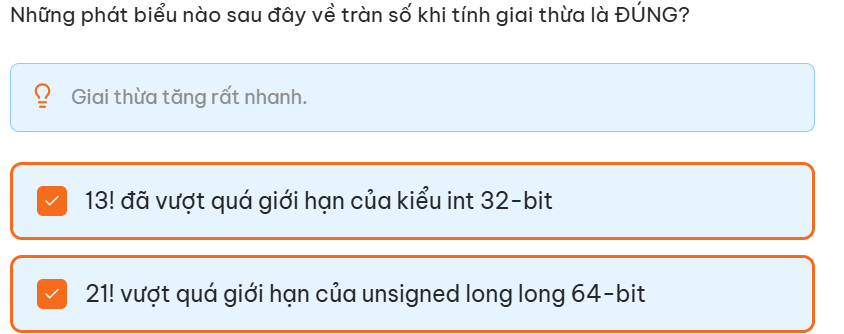 Những phát biểu nào sau đây về tràn số khi tính giai thừa là ĐÚNG?
Giai thừa tăng rất nhanh.
13! đã vượt quá giới hạn của kiểu int 32-bit
21! vượt quá giới hạn của unsigned long long 64-bit